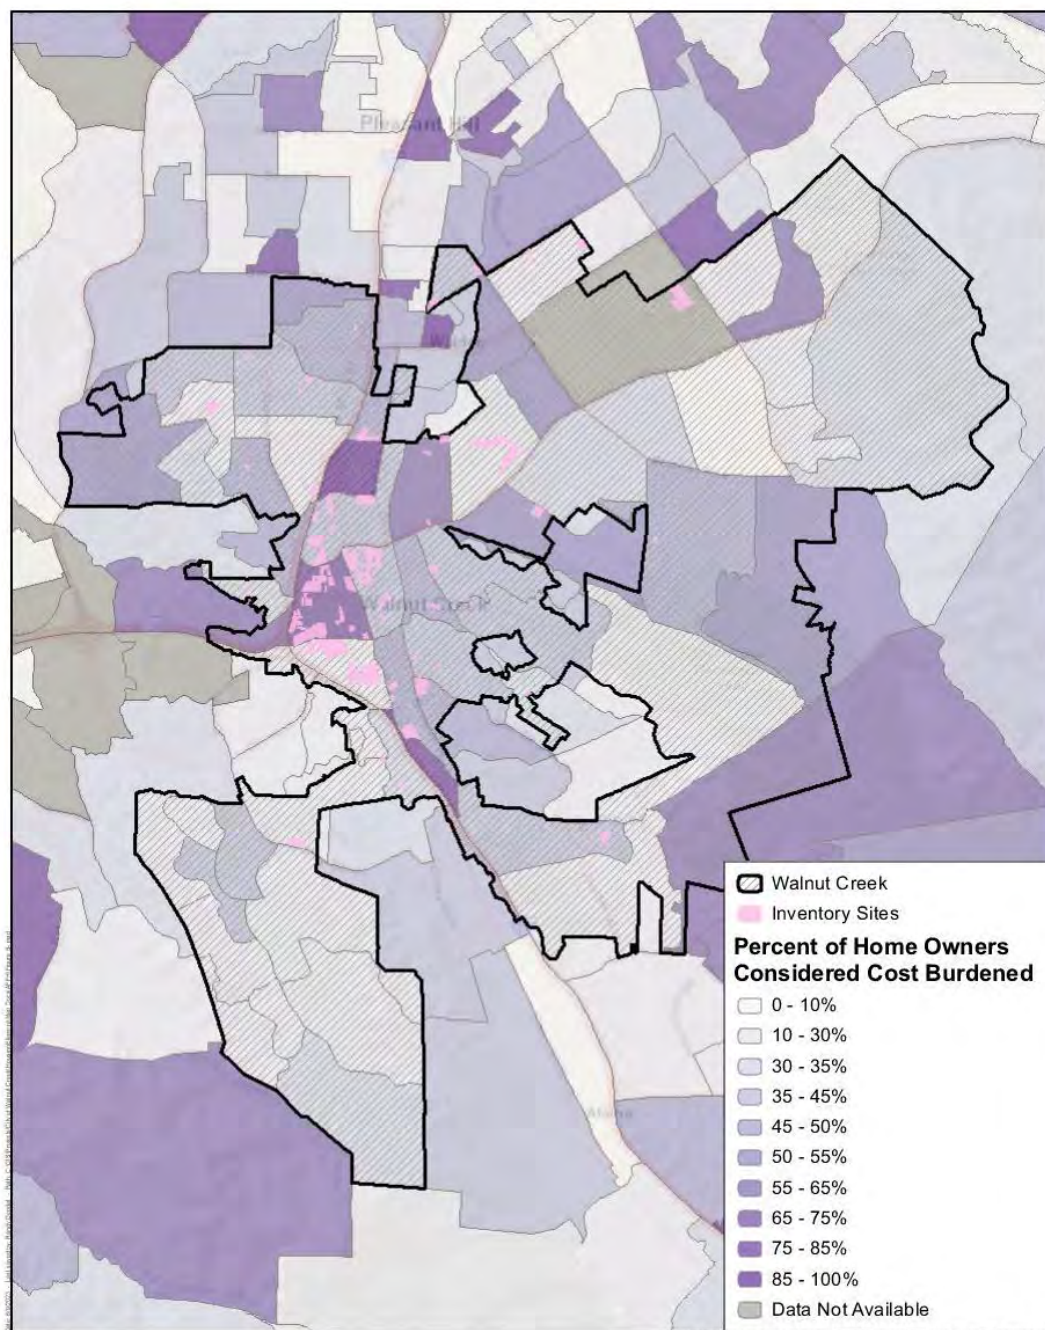 Pleasant Hill
Walnut Creek
Alamo
Walnut Creek
Inventory Sites
Percent of Home Owners
Considered Cost Burdened
0 - 10%
10 - 30%
30 - 35%
35 - 45%
45 - 50%
50 - 55%
55 - 65%
65 - 75%
75 - 85%
85 - 100%
Data Not Available